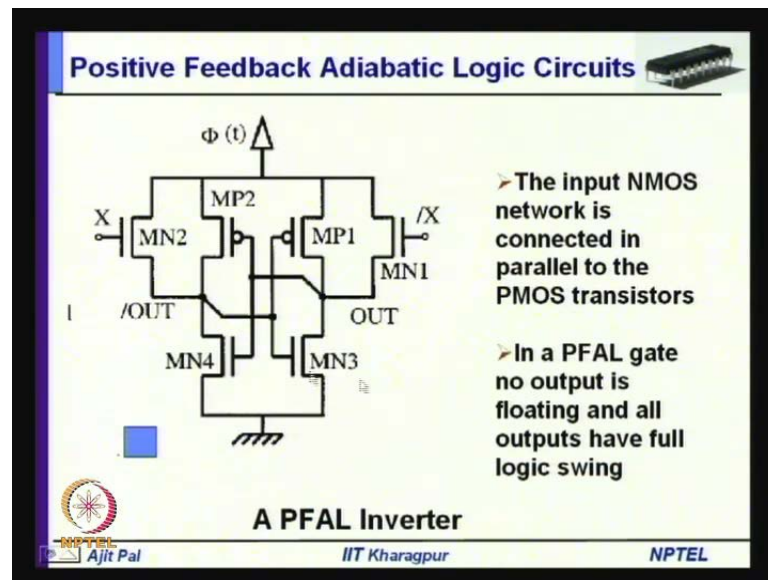 Positive Feedback Adiabatic Logic Circuits
Φ (t)
X
MP2
/X
MN2
MP1
MN1
/OUT
OUT
MN4
MN3
➢The input NMOS
network is
connected in
parallel to the
PMOS transistors
➢In a PFAL gate
no output is
floating and all
outputs have full
logic swing
A PFAL Inverter
NPTEL
Ajit Pal
IIT Kharagpur
NPTEL